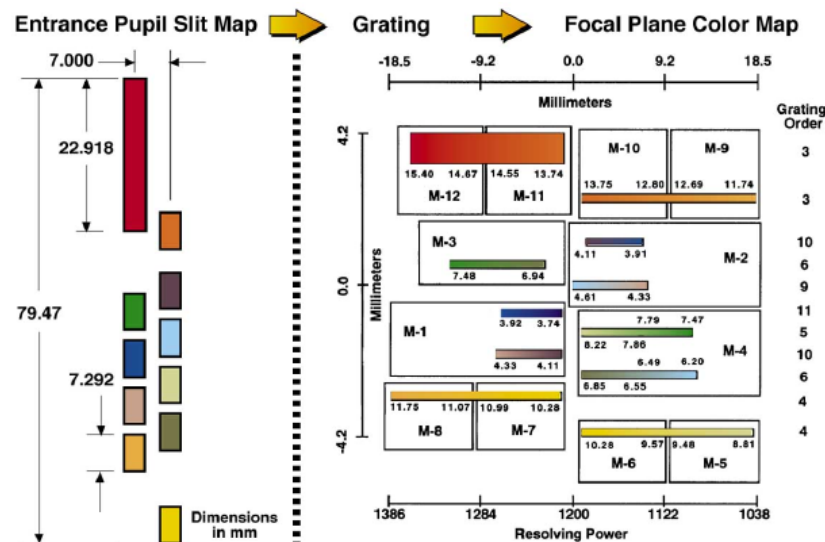 Entrance Pupil Slit Map
Grating
Focal Plane Color Map
7.000
22.918
79.47
7.292
Dimensions
in mm
-18.5 -9.2 0.0 9.2 18.5
Millimeters
Grating
Order
4.2
0.0
-4.2
Millimeters
15.40 14.67 14.55 13.74
M-12 M-11
M-10 M-9
13.75 12.80 12.69 11.74
3
3
M-3
7.48 6.94
4.11 3.91
M-2
4.61 4.33
10
6
9
M-1
3.92 3.74
4.33 4.11
7.79 7.47
8.22 7.86
M-4
6.49 6.20
6.85 6.55
11
5
10
6
11.75 11.07 10.99 10.28
M-8 M-7
4
10.28 9.57 9.48 8.81
M-6 M-5
4
1386 1284 1200 1122 1038
Resolving Power